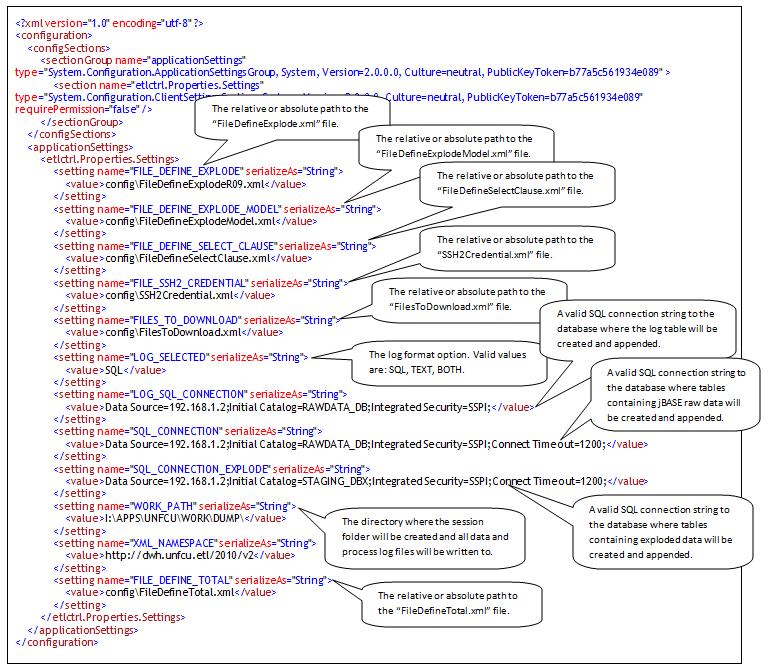 <?xml version="1.0" encoding="utf-8"?>
<configuration>
<configSections>
<sectionGroup name="applicationSettings"
type="System.Configuration.ApplicationSettingsGroup, System, Version=2.0.0.0, Culture=neutral, PublicKeyToken=b77a5c561934e089" >
<section name="etlctrl.Properties.Settings"
type="System.Configuration.ClientSettings Culture=neutral, PublicKeyToken=b77a5c561934e089"
requirePermission="false"/>
</sectionGroup>
</configSections>
<applicationSettings>
<etlctrl.Properties.Settings>
<setting name="FILE_DEFINE_EXPLODE" serializeAs="String">
<value>config\FileDefineExplodeR09.xml</value>
</setting>
<setting name="FILE_DEFINE_EXPLODE_MODEL" serializeAs="String">
<value>config\FileDefineExplodeModel.xml</value>
</setting>
<setting name="FILE_DEFINE_SELECT_CLAUSE" serializeAs="String">
<value>config\FileDefineSelectClause.xml</value>
</setting>
<setting name="FILE_SSH2_CREDENTIAL" serializeAs="String">
<value>config\SSH2Credential.xml</value>
</setting>
<setting name="FILES_TO_DOWNLOAD" serializeAs="String">
<value>config\FilesToDownload.xml</value>
</setting>
<setting name="LOG_SELECTED" serializeAs="String">
<value>SQL</value>
</setting>
<setting name="LOG_SQL_CONNECTION" serializeAs="String">
<value>Data Source=192.168.1.2;Initial Catalog=RAWDATA_DB;Integrated Security=SSPI;</value>
</setting>
<setting name="SQL_CONNECTION" serializeAs="String">
<value>Data Source=192.168.1.2;Initial Catalog=RAWDATA_DB;Integrated Security=SSPI;Connect Timeout=1200;</value>
</setting>
<setting name="SQL_CONNECTION_EXPLODE" serializeAs="String">
<value>Data Source=192.168.1.2;Initial Catalog=STAGING_DBX;Integrated Security=SSPI;Connect Timeout=1200;</value>
</setting>
<setting name="WORK_PATH" serializeAs="String">
<value>I:\APPS\UNFCU\WORK\DUMP\</value>
</setting>
<setting name="XML_NAMESPACE" serializeAs="String">
<value>http://dwh.unfcu.etl/2010/v2</value>
</setting>
<setting name="FILE_DEFINE_TOTAL" serializeAs="String">
<value>config\FileDefineTotal.xml</value>
</setting>
</etlctrl.Properties.Settings>
</applicationSettings>
</configuration>
The relative or absolute path to the
“FileDefineExplode.xml” file.
The relative or absolute path to the
“FileDefineExplodeModel.xml” file.
The relative or absolute path to the
“FileDefineSelectClause.xml” file.
The relative or absolute path to the
“SSH2Credential.xml” file.
The relative or absolute path to the
“FilesToDownload.xml” file.
A valid SQL connection string to the
database where the log table will be
created and appended.
The log format option. Valid values
are: SQL, TEXT, BOTH.
A valid SQL connection string to
the database where tables
containing jBASE raw data will
be created and appended.
A valid SQL connection string to
the database where tables
containing exploded data will be
created and appended.
The directory where the session
folder will be created and all data and
process log files will be written to.
The relative or absolute path to
the “FileDefineTotal.xml” file.